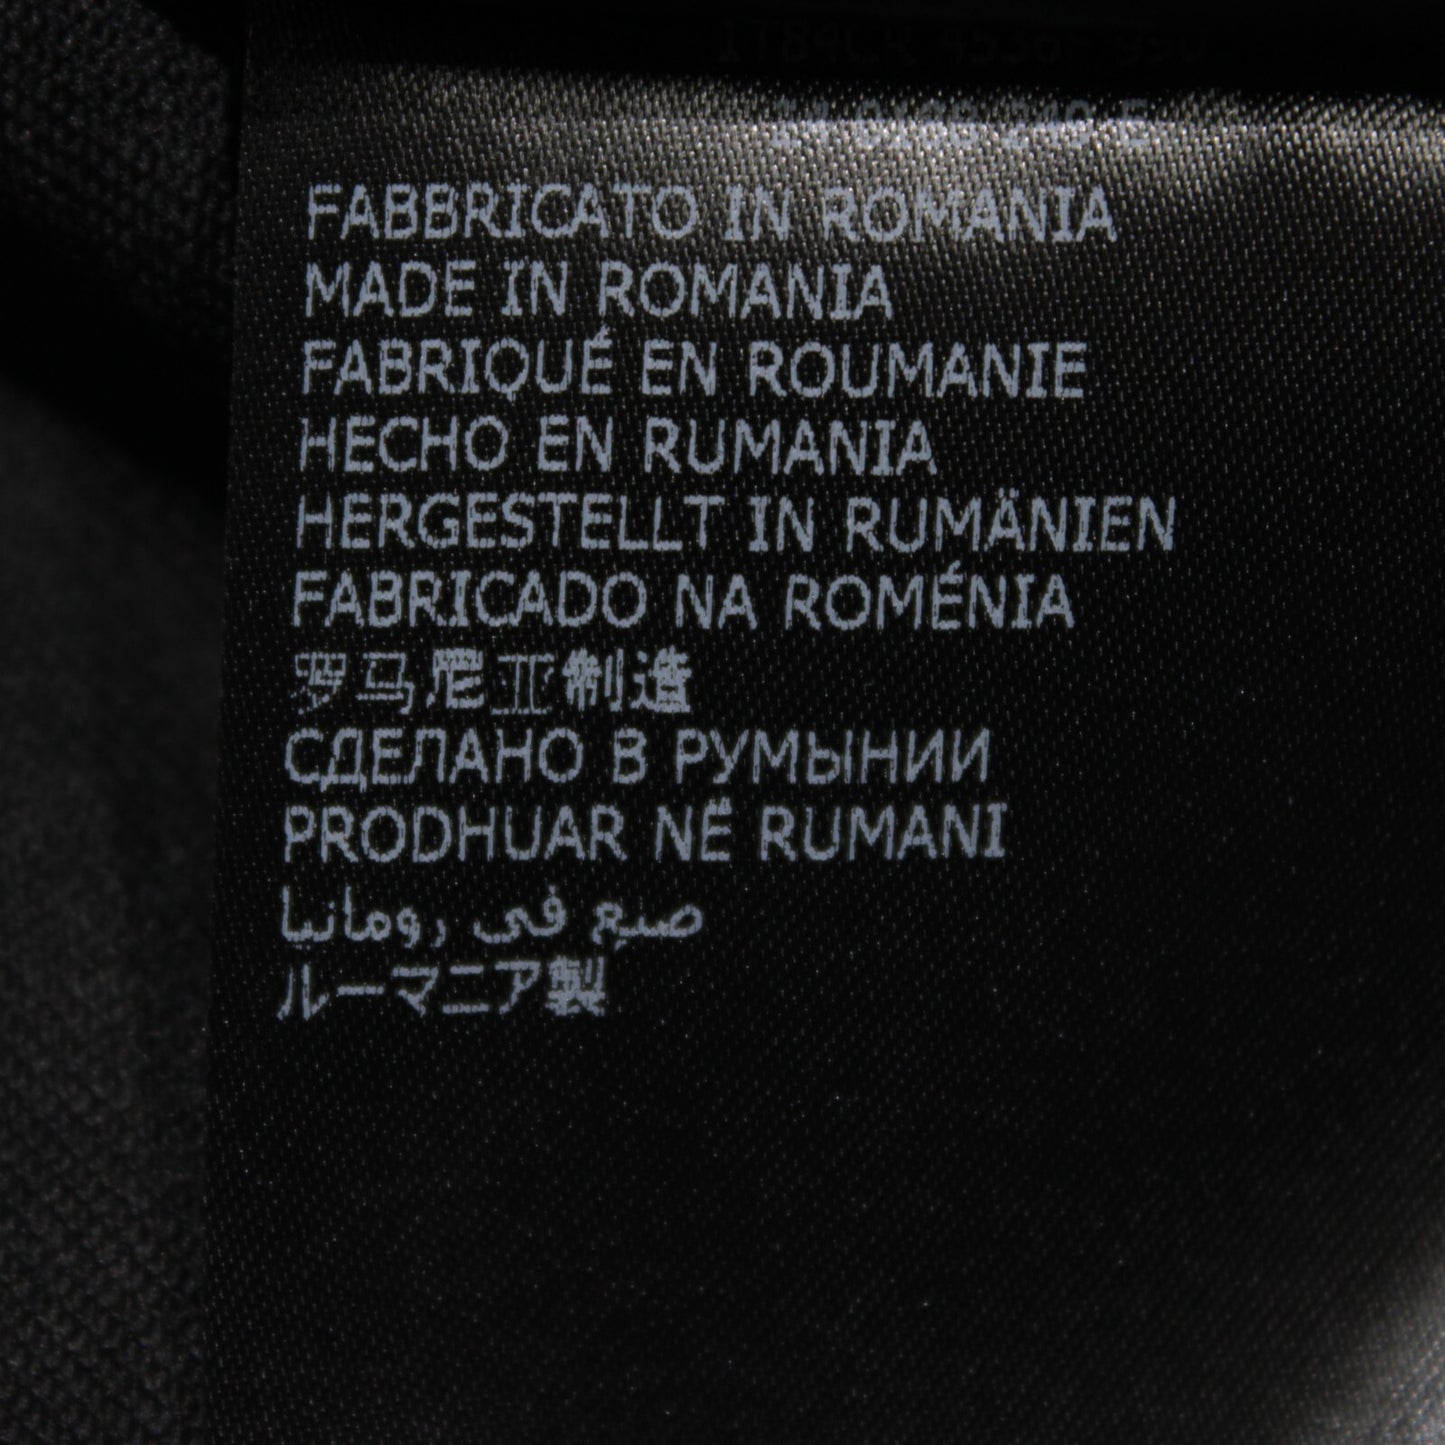 FABBRICATO IN ROMANIA
MADE IN ROMANIA
FABRIQUÉ EN ROUMANIE
HECHO EN RUMANIA
HERGESTELLT IN RUMÄNIEN
FABRICADO NA ROMÉNIA
罗马尼亚制造
СДЕЛАНО В РУМЫНИИ
PRODHUAR NË RUMANI
صنع في رومانيا
ルーマニア製